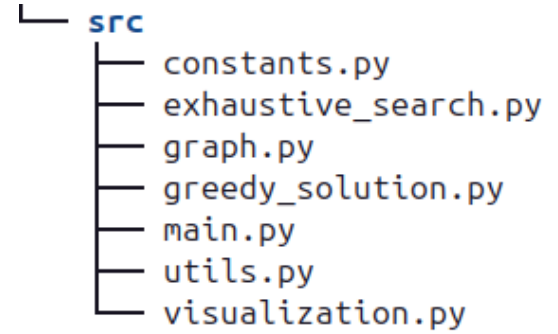 src
constants.py
exhaustive_search.py
graph.py
greedy_solution.py
main.py
utils.py
visualization.py